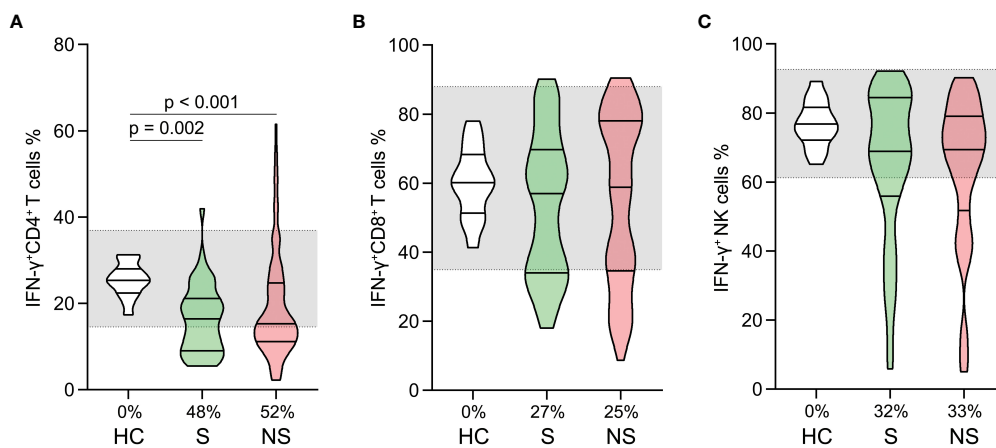 A
IFN-γ⁺CD4⁺ T cells %
80
60
40
20
0
p < 0.001
p = 0.002
0% 48% 52%
HC S NS
B
IFN-γ⁺CD8⁺ T cells %
100
80
60
40
20
0
0% 27% 25%
HC S NS
C
IFN-γ⁺ NK cells %
100
80
60
40
20
0
0% 32% 33%
HC S NS